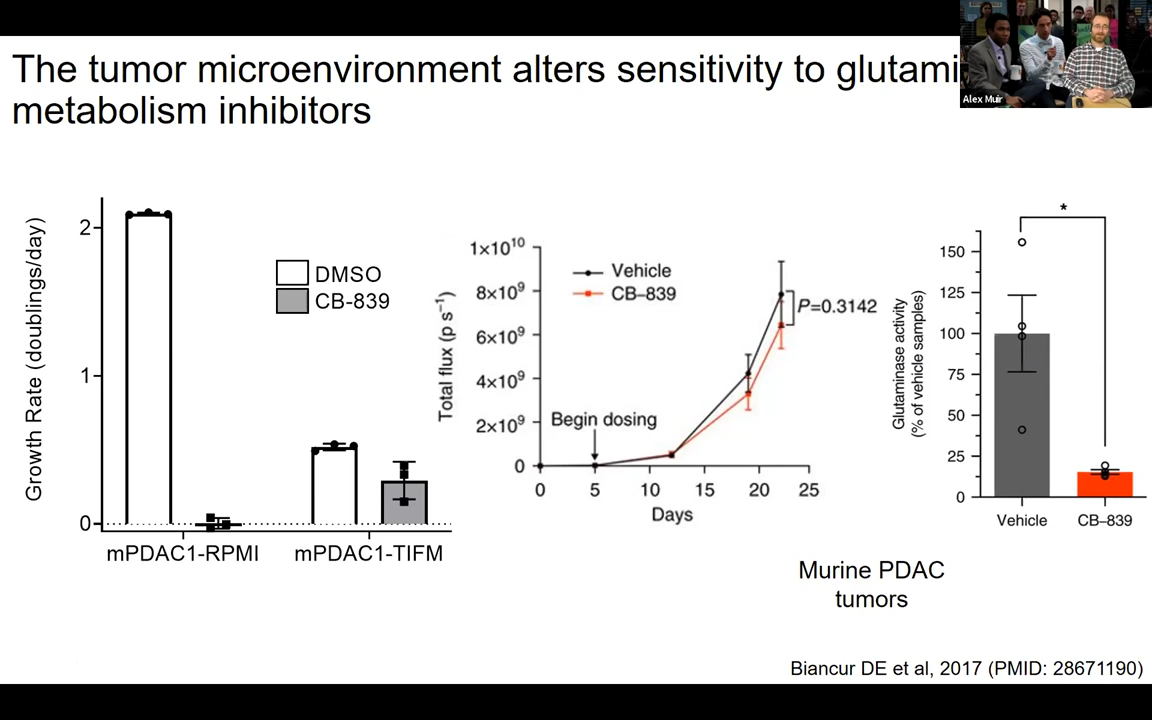 The tumor microenvironment alters sensitivity to glutami
metabolism inhibitors
Alex Muir
Growth Rate (doublings/day)
2
1
0
DMSO
CB-839
mPDAC1-RPMI
mPDAC1-TIFM
Total flux (p s⁻¹)
1×10¹⁰
8×10⁹
6×10⁹
4×10⁹
2×10⁹
0
Vehicle
CB–839
P=0.3142
Begin dosing
0 5 10 15 20 25
Days
Glutaminase activity
(% of vehicle samples)
150
125
100
75
50
25
0
*
Vehicle
CB–839
Murine PDAC
tumors
Biancur DE et al, 2017 (PMID: 28671190)